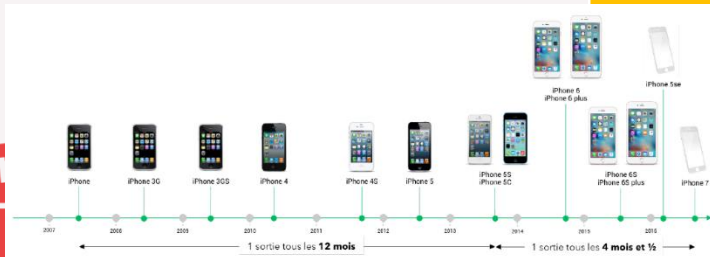 iPhone 6
iPhone 6 plus
iPhone 5se
iPhone
iPhone 3G
iPhone 3GS
iPhone 4
iPhone 4S
iPhone 5
iPhone 5S
iPhone 5C
iPhone 6S
iPhone 6S plus
iPhone 7
2007
2008
2009
2010
2011
2012
2013
2014
2015
2016
1 sortie tous les 12 mois
1 sortie tous les 4 mois et ½